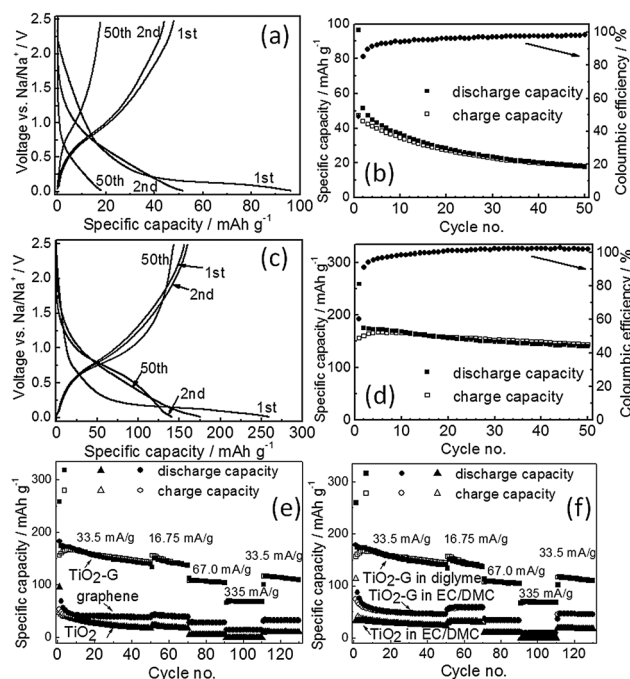 (a)
50th
2nd
1st
50th
2nd
1st
Voltage vs. Na/Na⁺ / V
2.5
2.0
1.5
1.0
0.5
0.0
0 20 40 60 80 100
Specific capacity / mAh g⁻¹
(b)
discharge capacity
charge capacity
Specific capacity / mAh g⁻¹
100
80
60
40
20
0
Coloumbic efficiency / %
100
80
60
40
20
0
0 10 20 30 40 50
Cycle no.
(c)
50th
1st
2nd
50th
2nd
1st
Voltage vs. Na/Na⁺ / V
2.5
2.0
1.5
1.0
0.5
0.0
0 50 100 150 200 250 300
Specific capacity / mAh g⁻¹
(d)
discharge capacity
charge capacity
Specific capacity / mAh g⁻¹
300
200
100
0
Coloumbic efficiency / %
100
80
60
40
20
0
0 10 20 30 40 50
Cycle no.
(e)
discharge capacity
charge capacity
33.5 mA/g
16.75 mA/g
33.5 mA/g
67.0 mA/g
335 mA/g
TiO₂-G
graphene
TiO₂
Specific capacity / mAh g⁻¹
300
200
100
0
0 20 40 60 80 100 120
Cycle no.
(f)
discharge capacity
charge capacity
33.5 mA/g
16.75 mA/g
33.5 mA/g
67.0 mA/g
335 mA/g
TiO₂-G in diglyme
TiO₂-G in EC/DMC
TiO₂ in EC/DMC
Specific capacity / mAh g⁻¹
300
200
100
0
0 20 40 60 80 100 120
Cycle no.